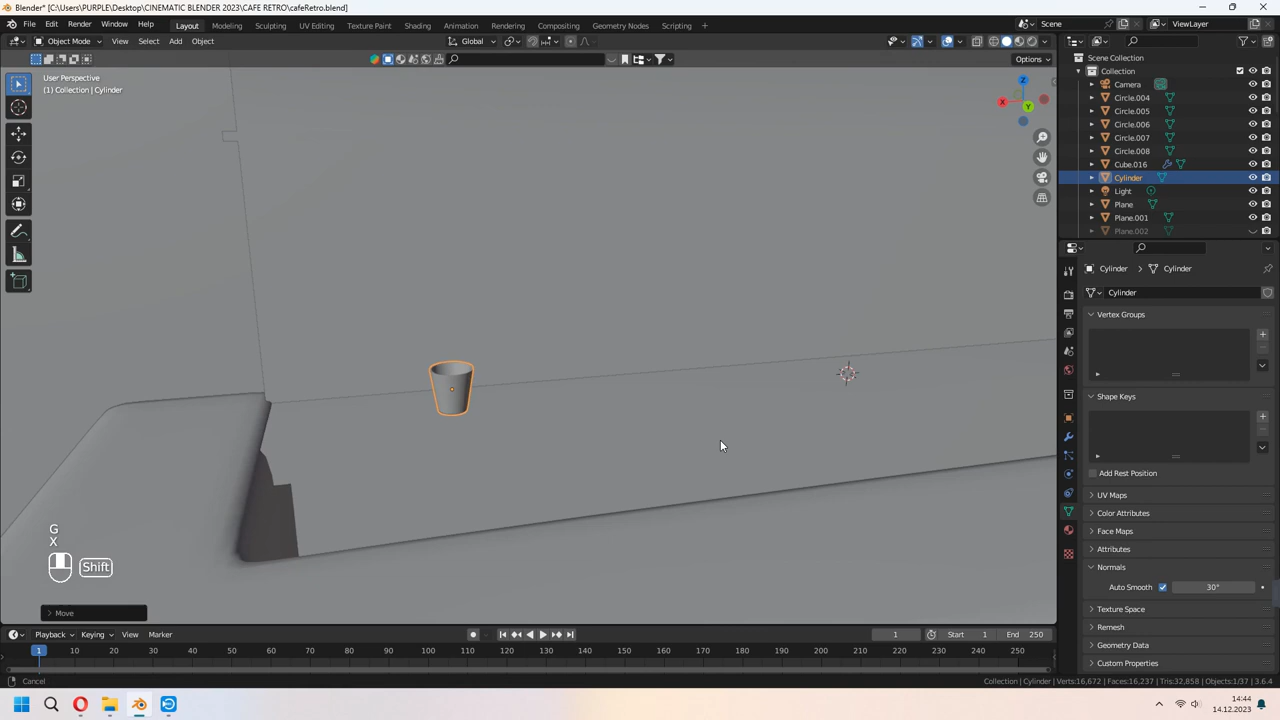 Blender* [C:\Users\PURPLE\Desktop\CINEMATIC BLENDER 2023\CAFE RETRO\cafeRetro.blend]
File Edit Render Window Help Layout Modeling Sculpting UV Editing Texture Paint Shading Animation Rendering Compositing Geometry Nodes Scripting + Scene ViewLayer
Object Mode View Select Add Object Global
Options
User Perspective
(1) Collection | Cylinder
Z
X
Y
G
X
Shift
Move
Scene Collection
Collection
Camera
Circle.004
Circle.005
Circle.006
Circle.007
Circle.008
Cube.016
Cylinder
Light
Plane
Plane.001
Plane.002
Cylinder Cylinder
Cylinder
Vertex Groups
Shape Keys
Add Rest Position
UV Maps
Color Attributes
Face Maps
Attributes
Normals
Auto Smooth 30°
Texture Space
Remesh
Geometry Data
Custom Properties
Playback Keying View Marker 1 Start 1 End 250
1 10 20 30 40 50 60 70 80 90 100 110 120 130 140 150 160 170 180 190 200 210 220 230 240 250
Cancel Collection | Cylinder | Verts:16,672 | Faces:16,237 | Tris:32,858 | Objects:1/37 | 3.6.4
14:44
14.12.2023